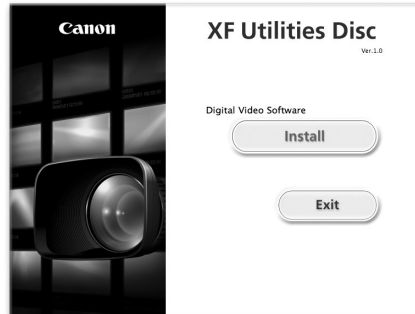 Canon
XF Utilities Disc
Ver.1.0
Digital Video Software
Install
Exit